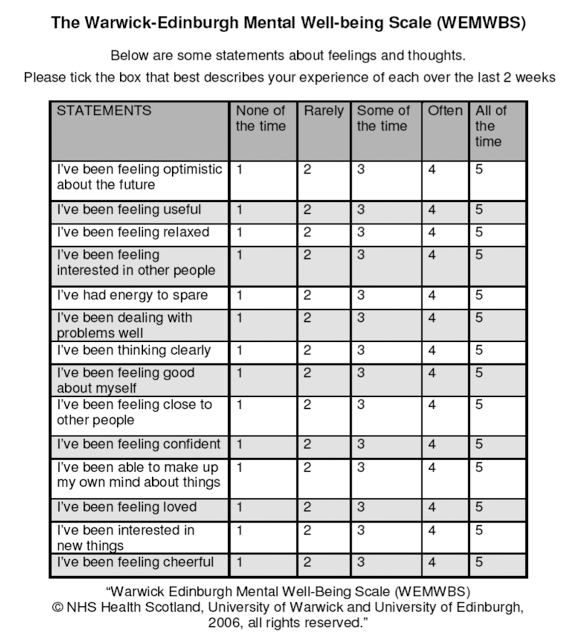 The Warwick-Edinburgh Mental Well-being Scale (WEMWBS)
Below are some statements about feelings and thoughts.
Please tick the box that best describes your experience of each over the last 2 weeks
STATEMENTS None of the time Rarely Some of the time Often All of the time
I've been feeling optimistic about the future 1 2 3 4 5
I've been feeling useful 1 2 3 4 5
I've been feeling relaxed 1 2 3 4 5
I've been feeling interested in other people 1 2 3 4 5
I've had energy to spare 1 2 3 4 5
I've been dealing with problems well 1 2 3 4 5
I've been thinking clearly 1 2 3 4 5
I've been feeling good about myself 1 2 3 4 5
I've been feeling close to other people 1 2 3 4 5
I've been feeling confident 1 2 3 4 5
I've been able to make up my own mind about things 1 2 3 4 5
I've been feeling loved 1 2 3 4 5
I've been interested in new things 1 2 3 4 5
I've been feeling cheerful 1 2 3 4 5
“Warwick Edinburgh Mental Well-Being Scale (WEMWBS)
© NHS Health Scotland, University of Warwick and University of Edinburgh,
2006, all rights reserved.”